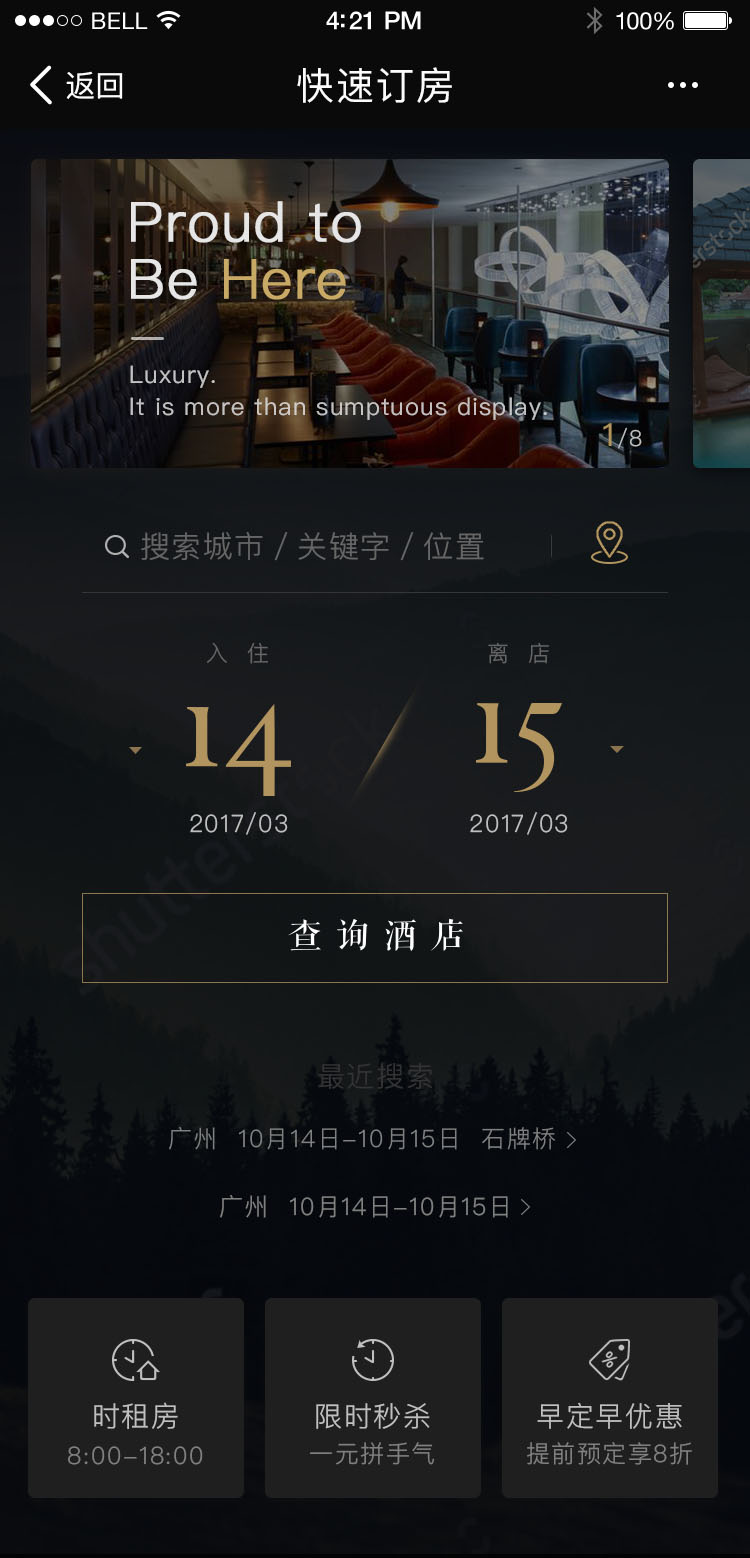 BELL 4:21 PM 100%
返回 快速订房
Proud to
Be Here
Luxury.
It is more than sumptuous display.
1/8
erstock
搜索城市 / 关键字 / 位置
入 住 离 店
14 15
2017/03 2017/03
shutterstock
查询酒店
最近搜索
广州 10月14日-10月15日 石牌桥 >
广州 10月14日-10月15日 >
时租房 限时秒杀 早定早优惠
8:00-18:00 一元拼手气 提前预定享8折